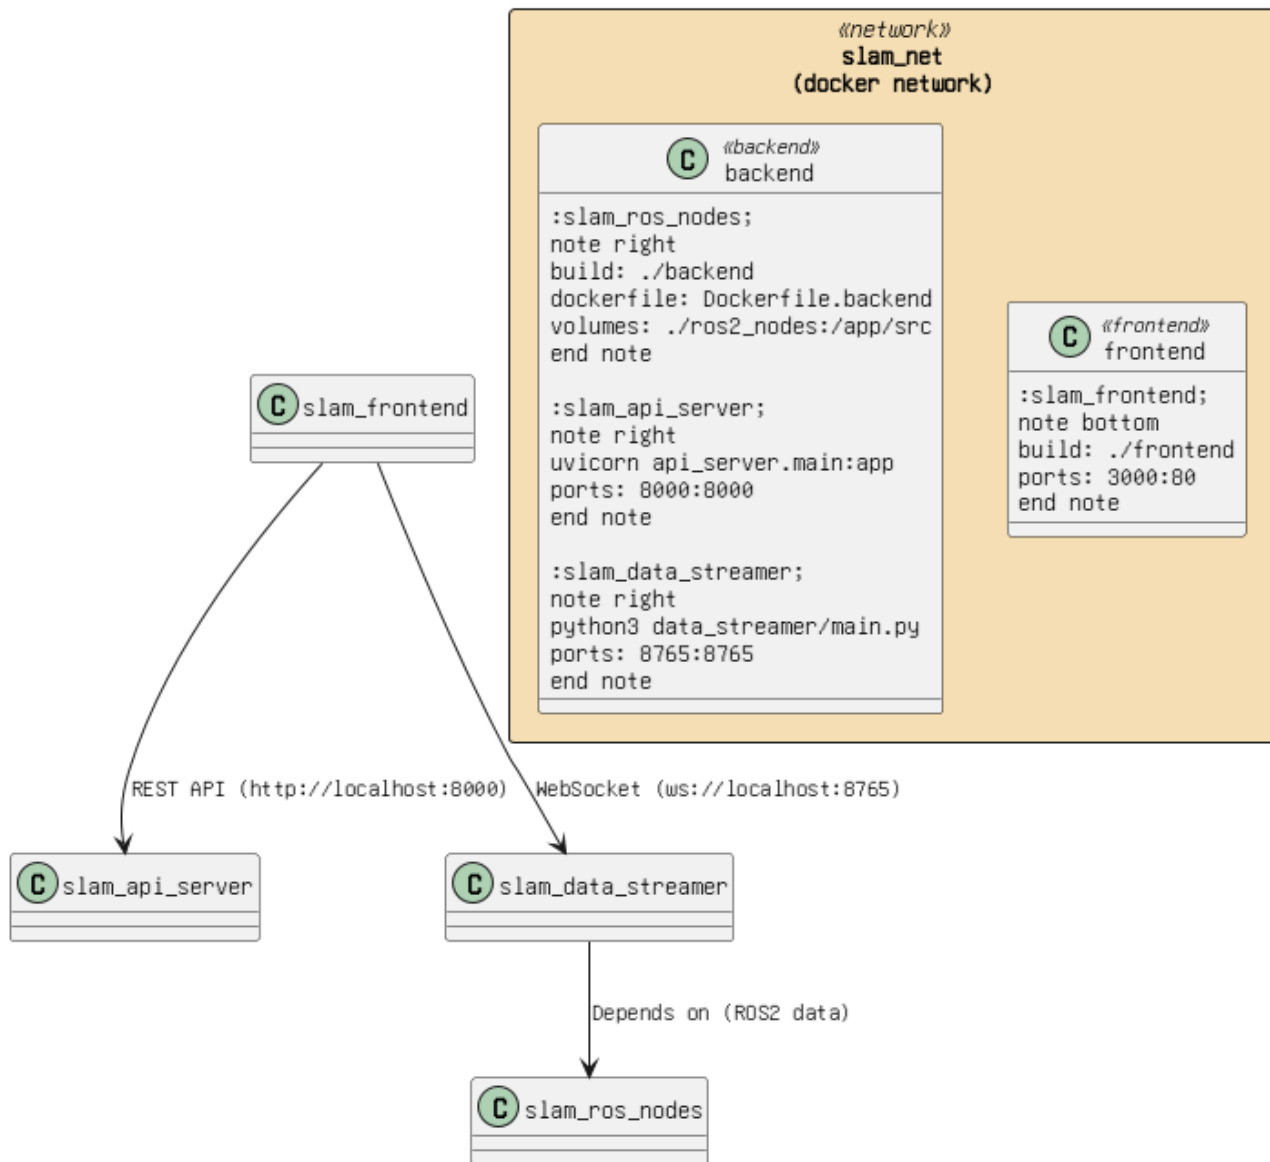 «network»
slam_net
(docker network)
C
«backend»
backend
:slam_ros_nodes;
note right
build: ./backend
dockerfile: Dockerfile.backend
volumes: ./ros2_nodes:/app/src
end note
:slam_api_server;
note right
uvicorn api_server.main:app
ports: 8000:8000
end note
:slam_data_streamer;
note right
python3 data_streamer/main.py
ports: 8765:8765
end note
C
«frontend»
frontend
:slam_frontend;
note bottom
build: ./frontend
ports: 3000:80
end note
C slam_frontend
REST API (http://localhost:8000)
WebSocket (ws://localhost:8765)
C slam_api_server
C slam_data_streamer
Depends on (ROS2 data)
C slam_ros_nodes